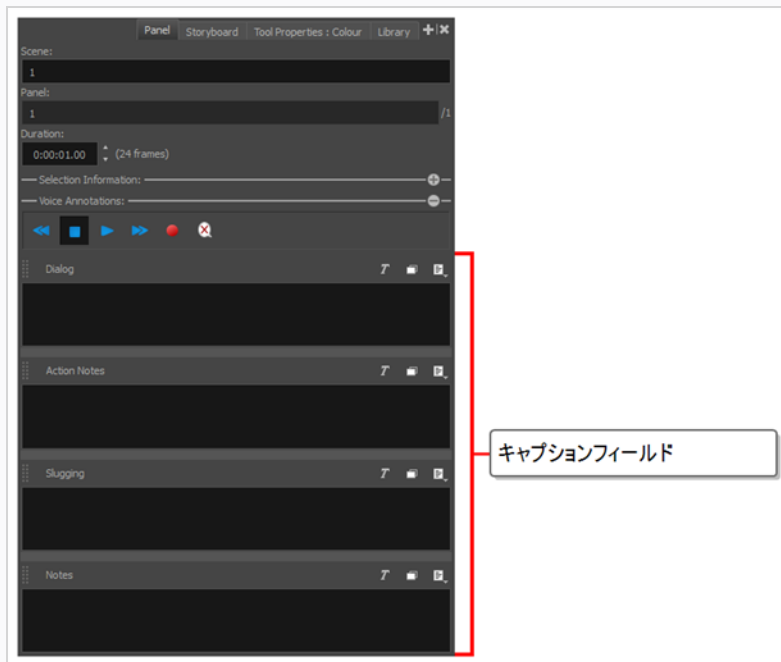 Panel Storyboard Tool Properties : Colour Library
Scene:
1
Panel:
1 /1
Duration:
0:00:01.00 (24 frames)
Selection Information:
Voice Annotations:
Dialog
Action Notes
キャプションフィールド
Slugging
Notes